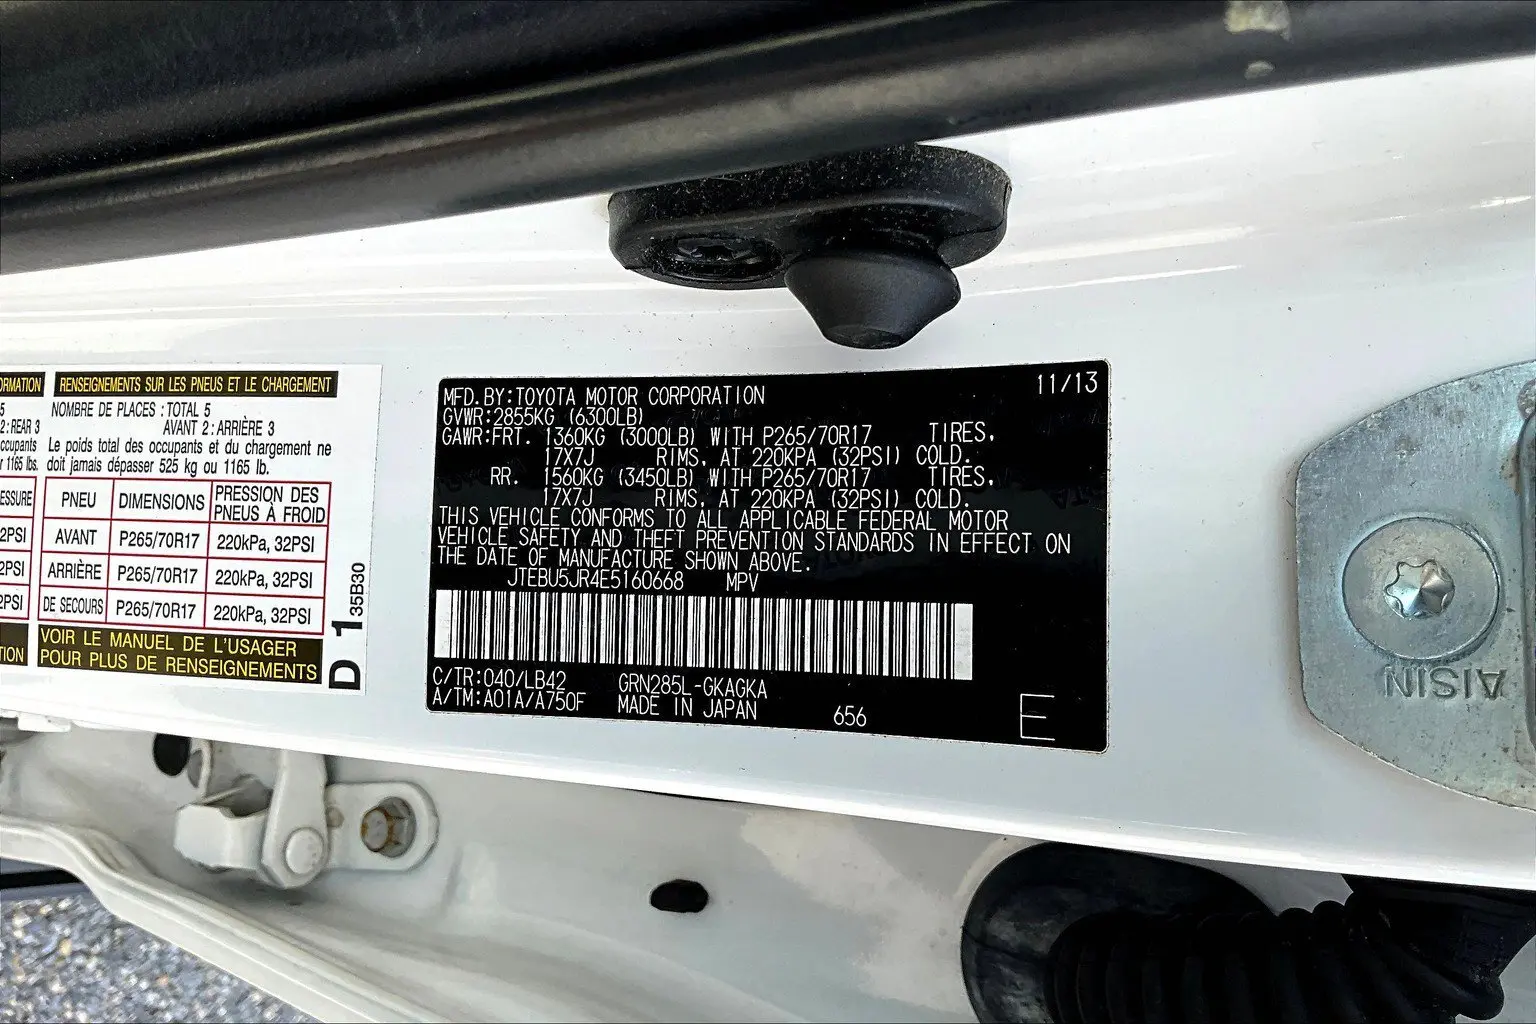 ORMATION
5
2:REAR 3
ccupants
r 1165 lbs.
ESSURE
2PSI
2PSI
2PSI
TION
RENSEIGNEMENTS SUR LES PNEUS ET LE CHARGEMENT
NOMBRE DE PLACES : TOTAL 5
AVANT 2 : ARRIÈRE 3
Le poids total des occupants et du chargement ne
doit jamais dépasser 525 kg ou 1165 lb.
PNEU DIMENSIONS PRESSION DES
PNEUS À FROID
AVANT P265/70R17 220kPa, 32PSI
ARRIÈRE P265/70R17 220kPa, 32PSI
DE SECOURS P265/70R17 220kPa, 32PSI
VOIR LE MANUEL DE L'USAGER
POUR PLUS DE RENSEIGNEMENTS
D 1 35B30
MFD. BY: TOYOTA MOTOR CORPORATION 11/13
GVWR: 2855KG (6300LB)
GAWR: FRT. 1360KG (3000LB) WITH P265/70R17 TIRES,
17X7J RIMS, AT 220KPA (32PSI) COLD.
RR. 1560KG (3450LB) WITH P265/70R17 TIRES,
17X7J RIMS, AT 220KPA (32PSI) COLD.
THIS VEHICLE CONFORMS TO ALL APPLICABLE FEDERAL MOTOR
VEHICLE SAFETY AND THEFT PREVENTION STANDARDS IN EFFECT ON
THE DATE OF MANUFACTURE SHOWN ABOVE.
JTEBU5JR4E5160668 MPV
C/TR: 040/LB42 GRN285L-GKAGKA
A/TM: A01A/A750F MADE IN JAPAN 656 E
AISIN